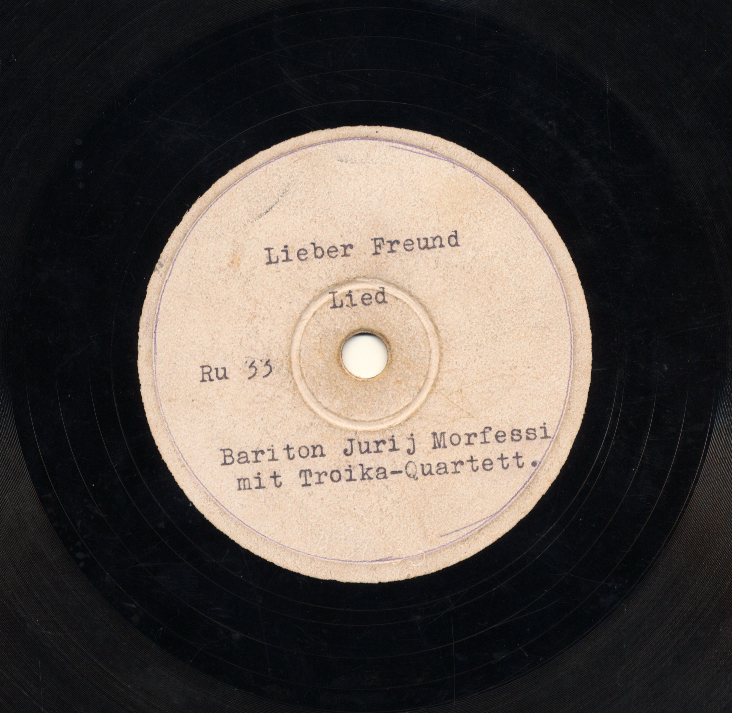 Lieber Freund
Lied
Ru 33
Bariton Jurij Morfessi
mit Troika-Quartett.